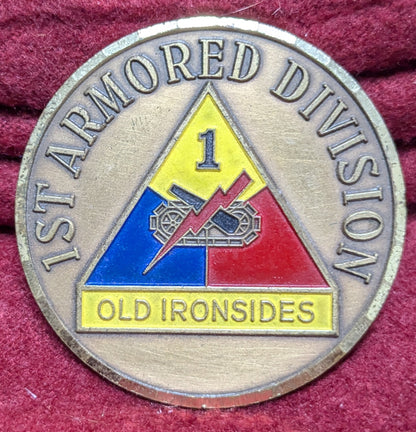 1ST ARMORED DIVISION
1
OLD IRONSIDES